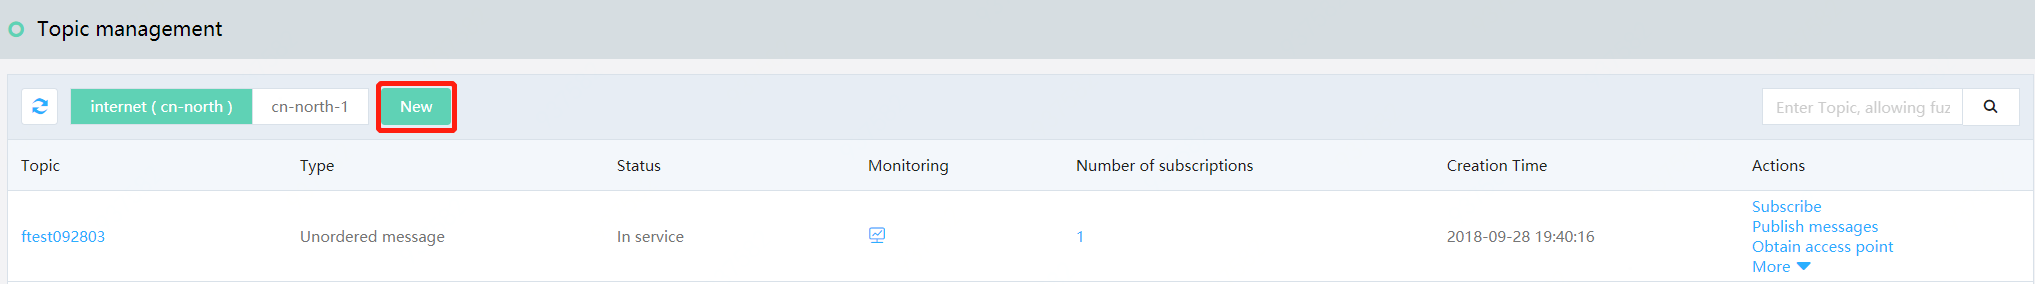 Topic management
internet ( cn-north ) cn-north-1 New Enter Topic, allowing fuz
Topic Type Status Monitoring Number of subscriptions Creation Time Actions
ftest092803 Unordered message In service 1 2018-09-28 19:40:16 Subscribe
Publish messages
Obtain access point
More